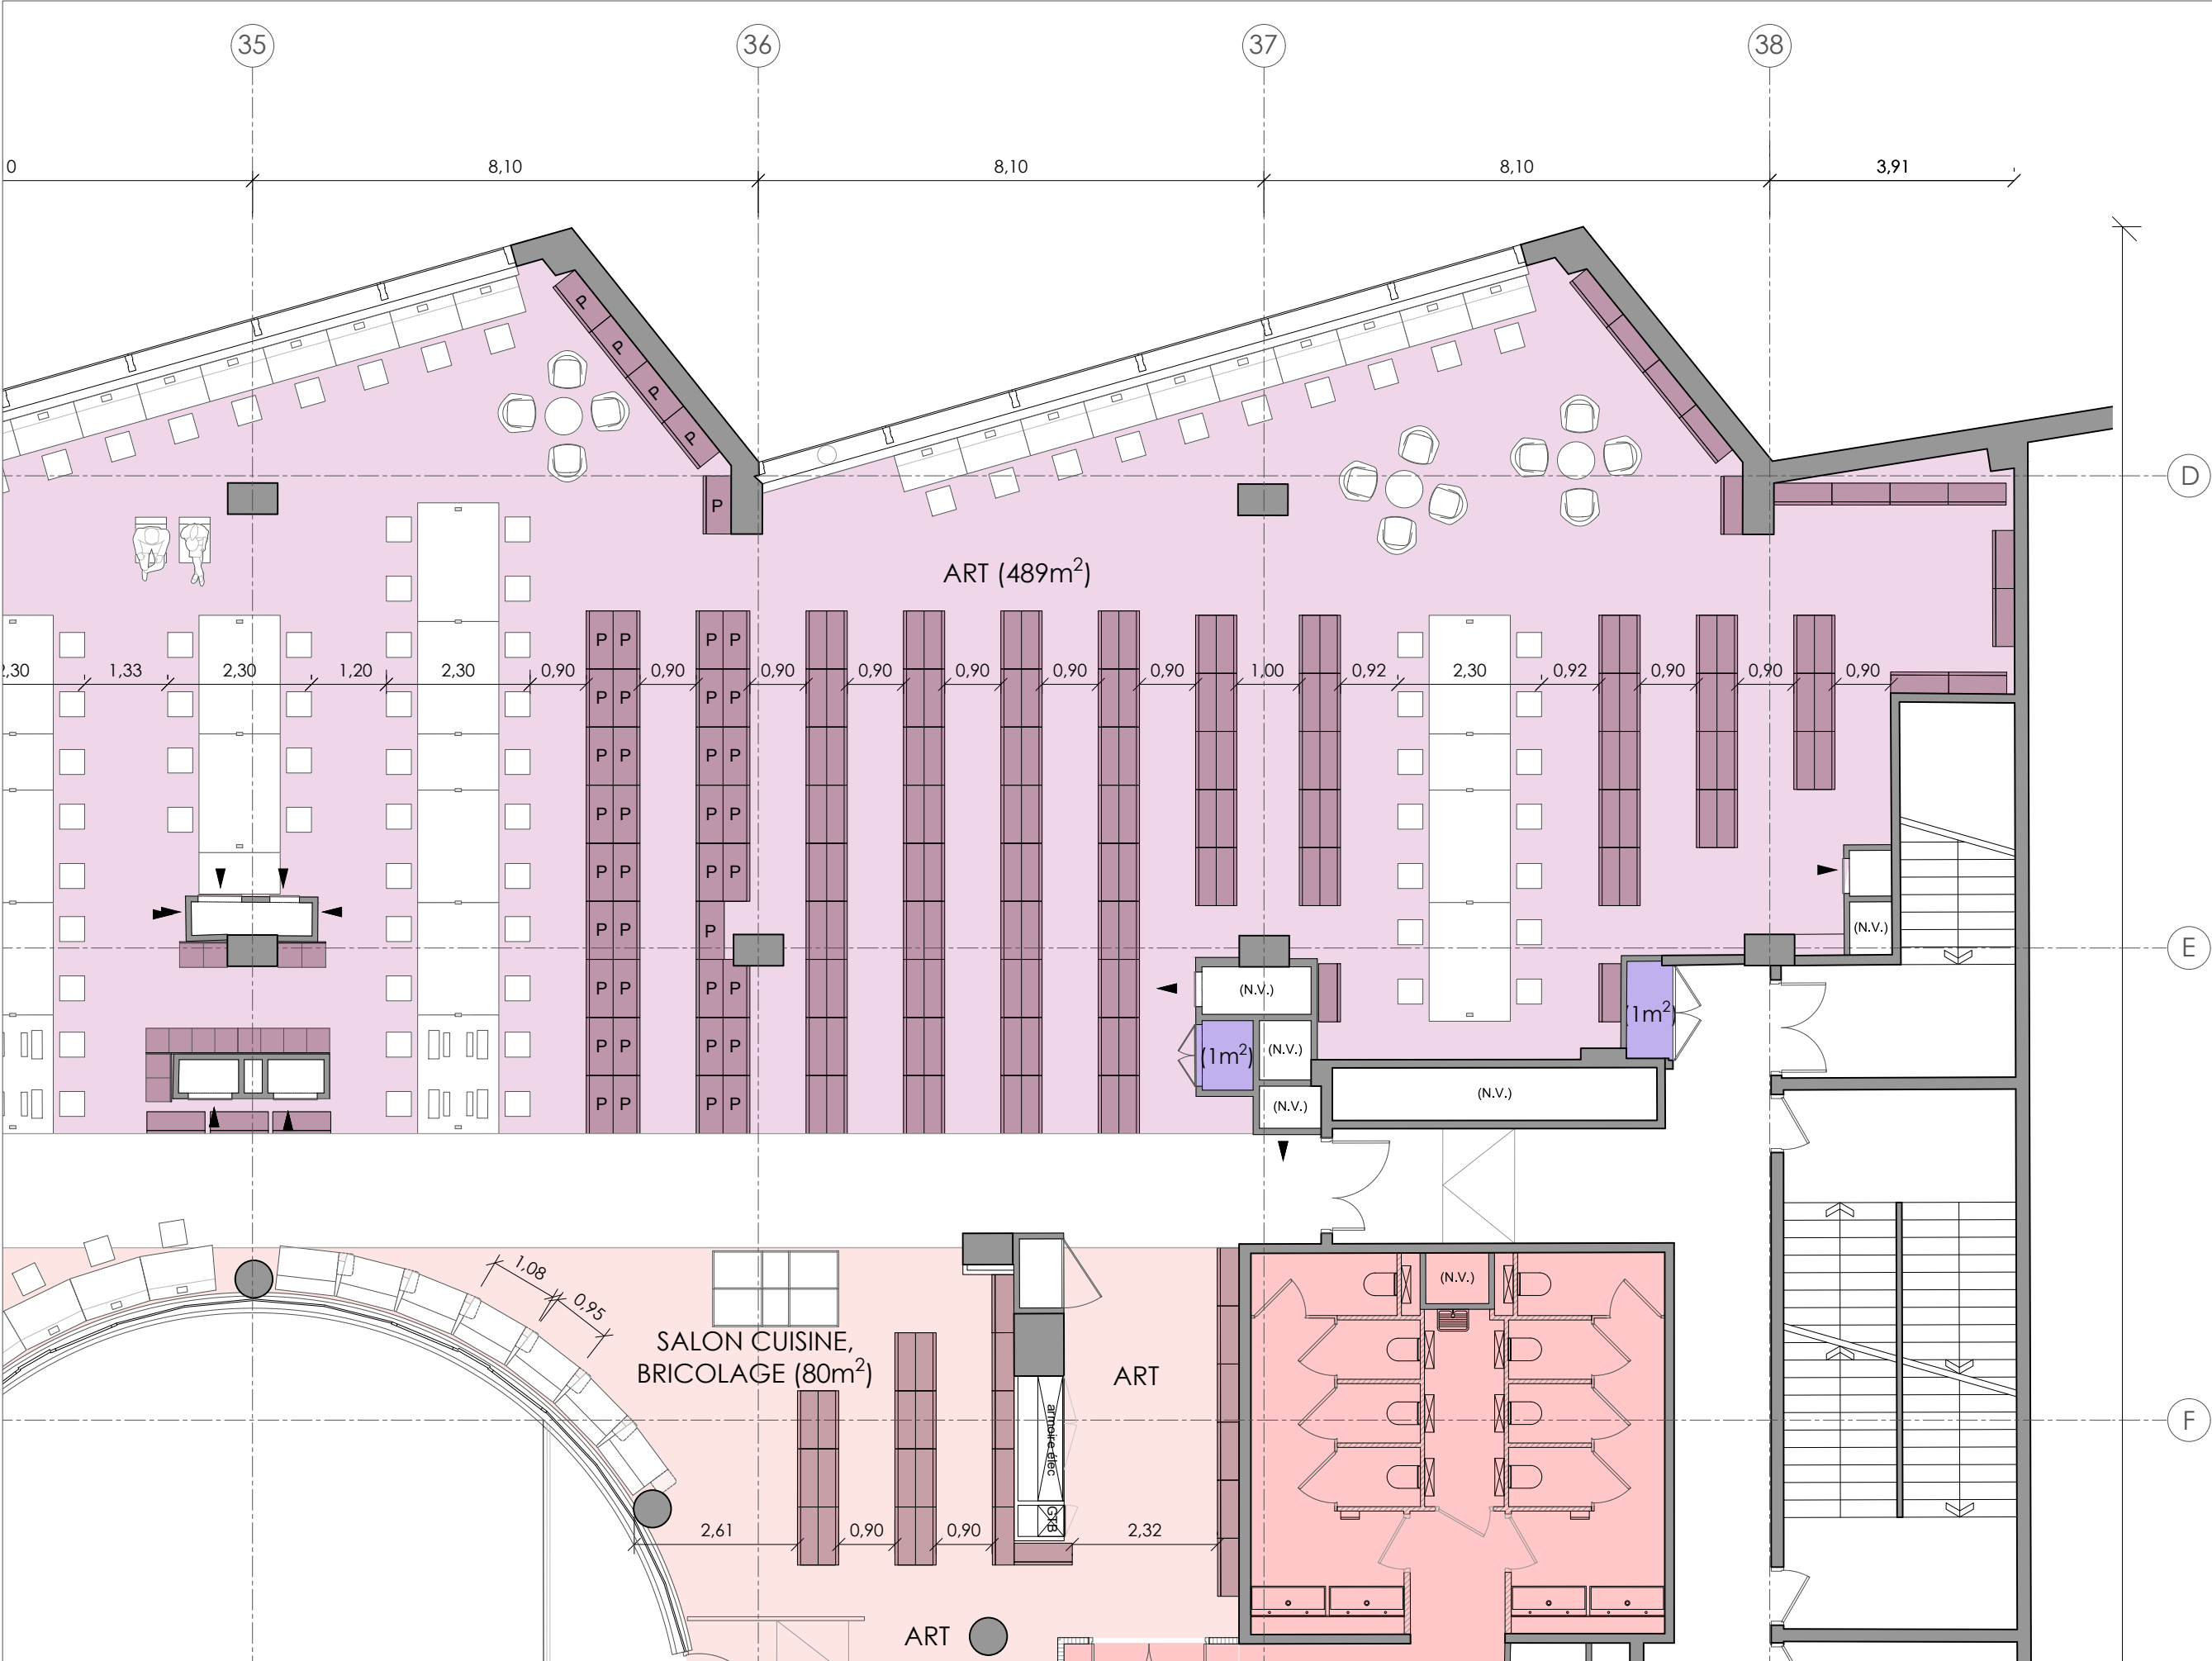 35 36 37 38
0 8,10 8,10 8,10 3,91
P
P
P
P
P
D
ART (489m²)
P P P P
2,30 1,33 2,30 1,20 2,30 0,90 0,90 0,90 0,90 0,90 0,90 0,90 1,00 0,92 2,30 0,92 0,90 0,90 0,90
P P P P
P P P P
P P P P
P P P P
P P P
(N.V.)
E
P P P P
(N.V.)
(1m²)
P P P P
(1m²) (N.V.)
P P P P
(N.V.) (N.V.)
1,08
0,95
(N.V.)
SALON CUISINE,
BRICOLAGE (80m²)
ART
armoire élec
F
GTB
2,61 0,90 0,90 2,32
ART